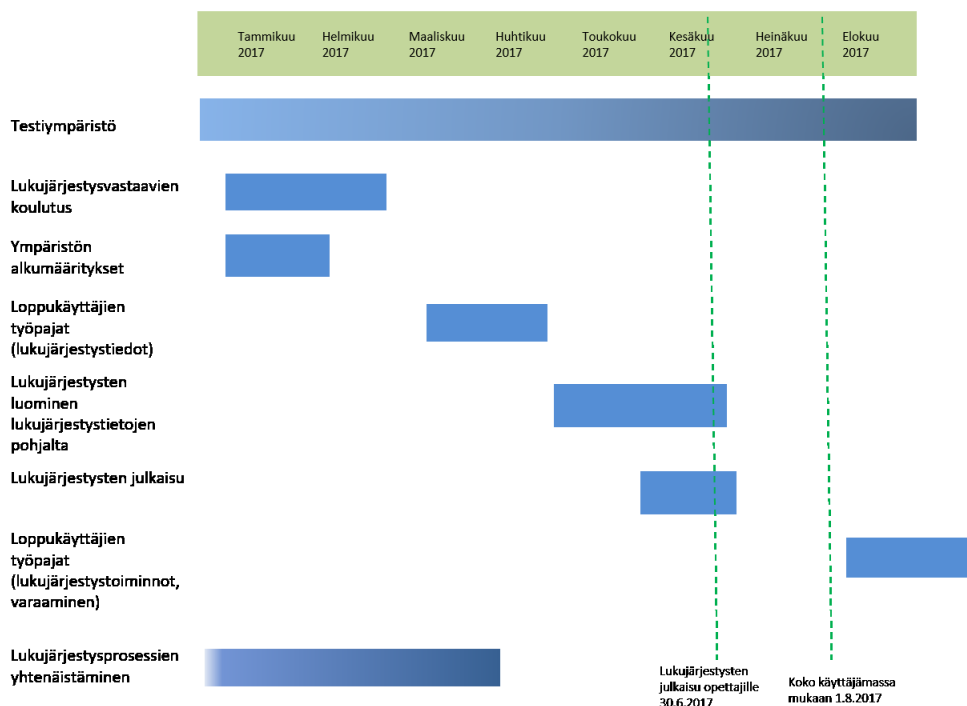 Tammikuu
2017
Helmikuu
2017
Maaliskuu
2017
Huhtikuu
2017
Toukokuu
2017
Kesäkuu
2017
Heinäkuu
2017
Elokuu
2017
Testiympäristö
Lukujärjestysvastaavien
koulutus
Ympäristön
alkumääritykset
Loppukäyttäjien
työpajat
(lukujärjestystiedot)
Lukujärjestysten
luominen
lukujärjestystietojen
pohjalta
Lukujärjestysten julkaisu
Loppukäyttäjien
työpajat
(lukujärjestystoiminnot,
varaaminen)
Lukujärjestysprosessien
yhtenäistäminen
Lukujärjestysten
julkaisu opettajille
30.6.2017
Koko käyttäjämassa
mukaan 1.8.2017